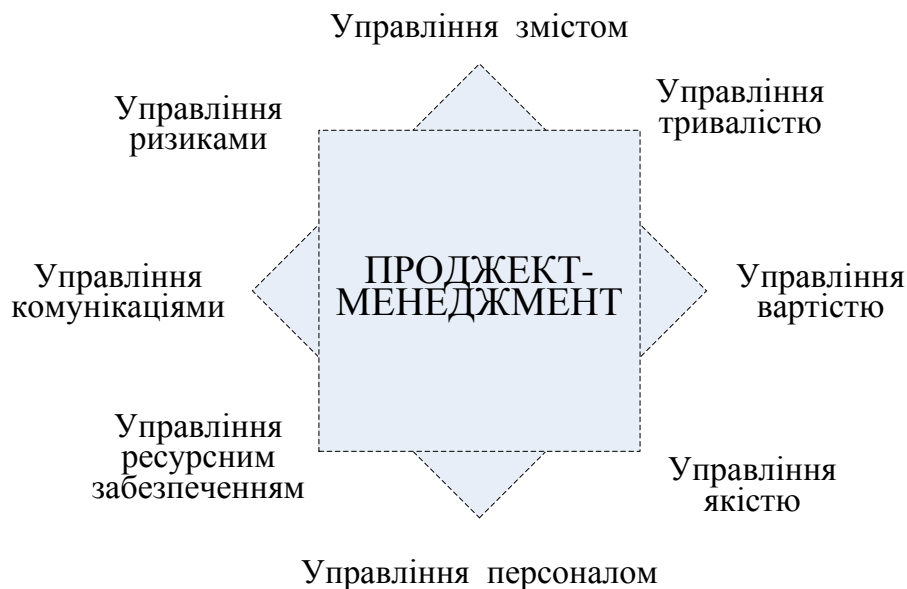 Управління змістом
Управління
ризиками
Управління
тривалістю
Управління
комунікаціями
ПРОДЖЕКТ-
МЕНЕДЖМЕНТ
Управління
вартістю
Управління
ресурсним
забезпеченням
Управління
якістю
Управління персоналом